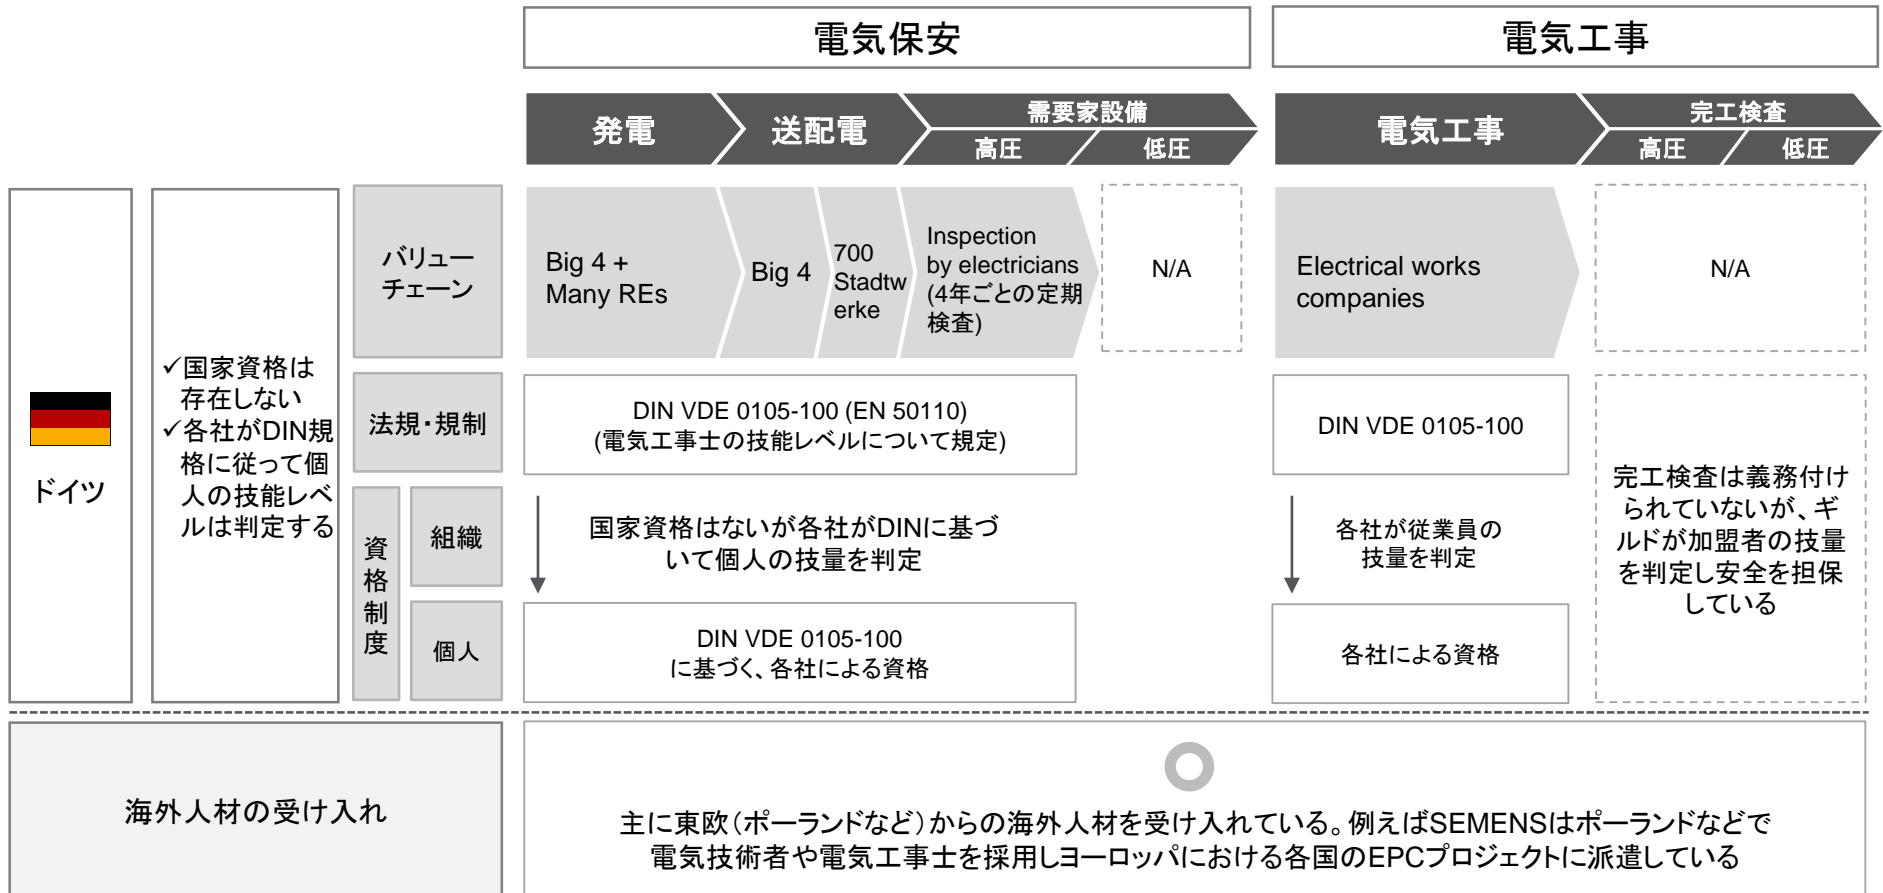 電気保安
電気工事
発電
送配電
需要家設備
高圧
低圧
電気工事
完工検査
高圧
低圧
ドイツ
✓国家資格は
存在しない
✓各社がDIN規
格に従って個
人の技能レベ
ルは判定する
バリュー
チェーン
Big 4 +
Many REs
Big 4
700
Stadtw
erke
Inspection
by electricians
(4年ごとの定期
検査)
N/A
Electrical works
companies
N/A
法規・規制
DIN VDE 0105-100 (EN 50110)
(電気工事士の技能レベルについて規定)
DIN VDE 0105-100
資格制度
組織
国家資格はないが各社がDINに基づ
いて個人の技量を判定
各社が従業員の
技量を判定
完工検査は義務付け
られていないが、ギ
ルドが加盟者の技量
を判定し安全を担保
している
個人
DIN VDE 0105-100
に基づく、各社による資格
各社による資格
海外人材の受け入れ
主に東欧(ポーランドなど)からの海外人材を受け入れている。例えばSEMENSはポーランドなどで
電気技術者や電気工事士を採用しヨーロッパにおける各国のEPCプロジェクトに派遣している